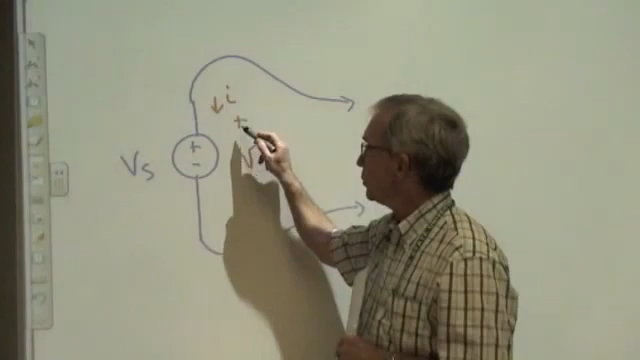 ↓ i
+
+
-
Vs
V